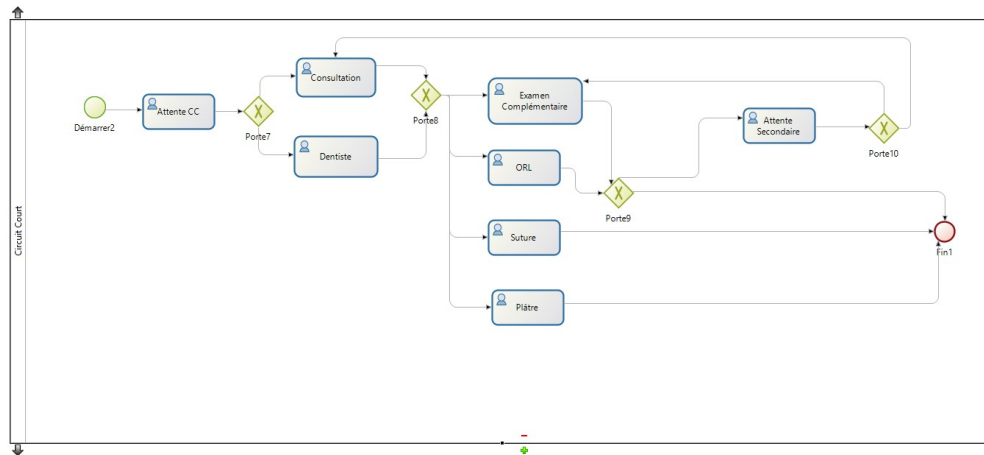 Circuit Court
Démarrer2
Attente CC
Porte7
Consultation
Dentiste
Porte8
Examen
Complémentaire
ORL
Suture
Plâtre
Porte9
Attente
Secondaire
Porte10
Fin1